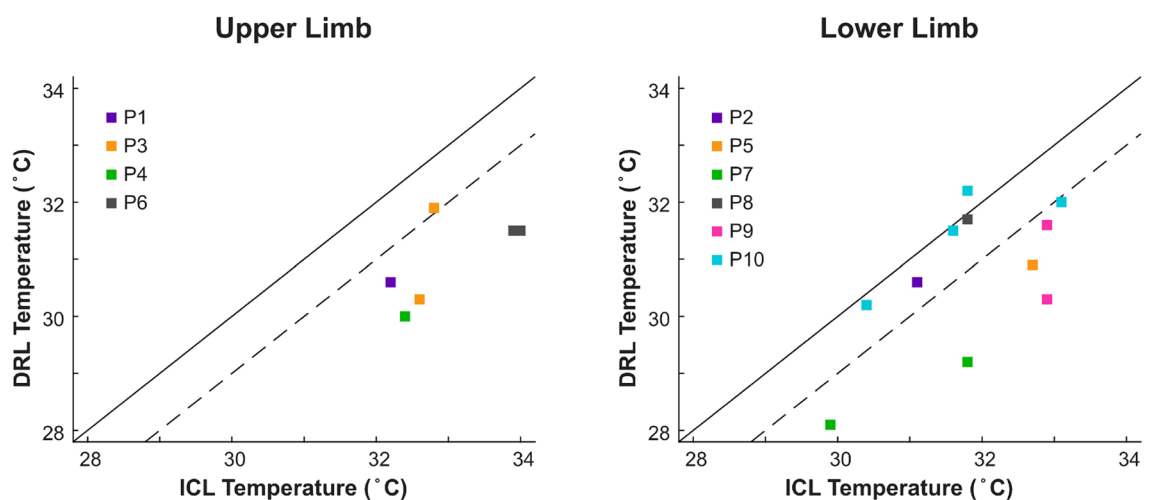 Upper Limb
34
32
30
28
DRL Temperature (°C)
P1
P3
P4
P6
28
30
32
34
ICL Temperature (°C)
Lower Limb
34
32
30
28
DRL Temperature (°C)
P2
P5
P7
P8
P9
P10
28
30
32
34
ICL Temperature (°C)